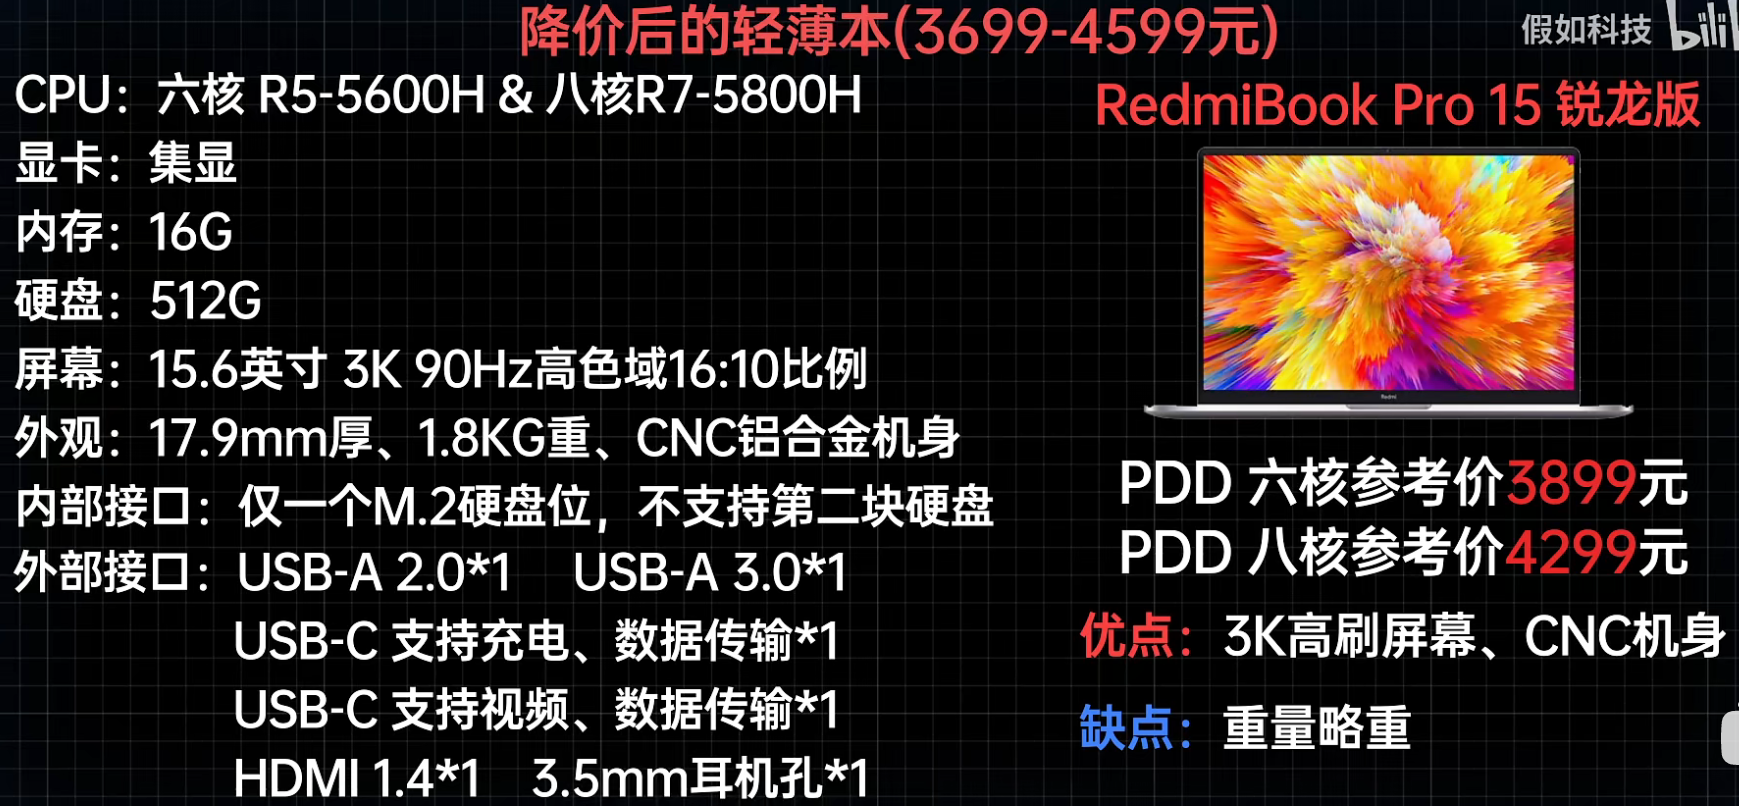 降价后的轻薄本(3699-4599元)
假如科技
CPU：六核 R5-5600H & 八核R7-5800H
显卡：集显
内存：16G
硬盘：512G
屏幕：15.6英寸 3K 90Hz高色域16:10比例
外观：17.9mm厚、1.8KG重、CNC铝合金机身
内部接口：仅一个M.2硬盘位，不支持第二块硬盘
外部接口：USB-A 2.0*1 USB-A 3.0*1
USB-C 支持充电、数据传输*1
USB-C 支持视频、数据传输*1
HDMI 1.4*1 3.5mm耳机孔*1
RedmiBook Pro 15 锐龙版
Redmi
PDD 六核参考价3899元
PDD 八核参考价4299元
优点：3K高刷屏幕、CNC机身
缺点：重量略重